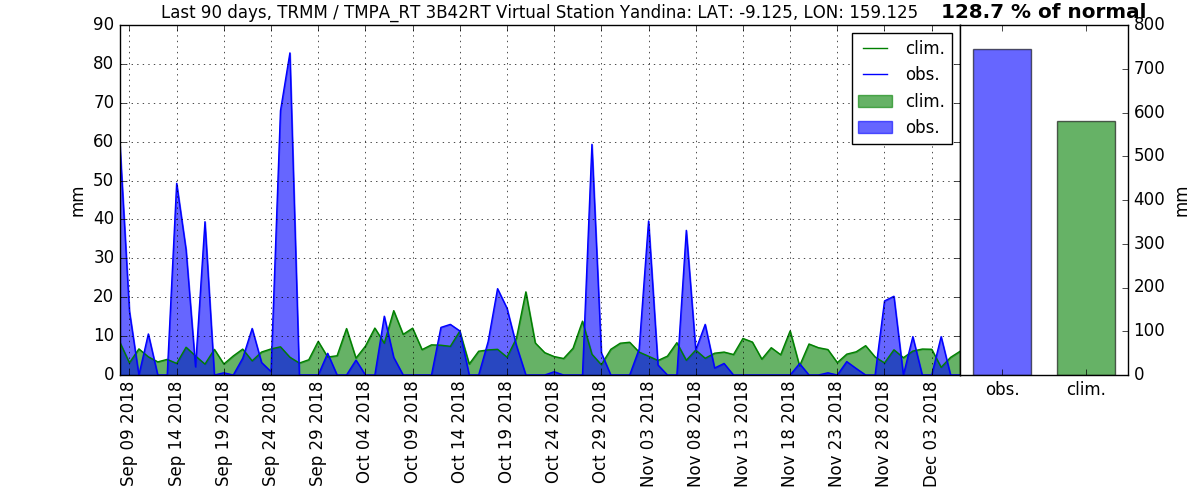 Last 90 days, TRMM / TMPA_RT 3B42RT Virtual Station Yandina: LAT: -9.125, LON: 159.125
128.7 % of normal
90
80
70
60
50
40
30
20
10
0
mm
clim.
obs.
clim.
obs.
800
700
600
500
400
300
200
100
0
mm
Sep 09 2018
Sep 14 2018
Sep 19 2018
Sep 24 2018
Sep 29 2018
Oct 04 2018
Oct 09 2018
Oct 14 2018
Oct 19 2018
Oct 24 2018
Oct 29 2018
Nov 03 2018
Nov 08 2018
Nov 13 2018
Nov 18 2018
Nov 23 2018
Nov 28 2018
Dec 03 2018
obs.
clim.